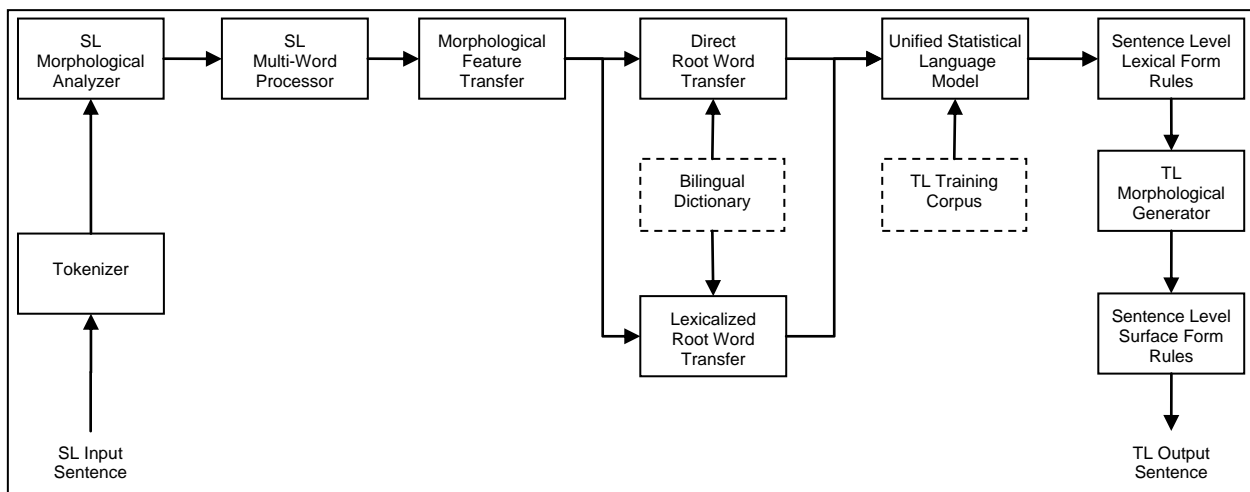 SL
Morphological
Analyzer
SL
Multi-Word
Processor
Morphological
Feature
Transfer
Direct
Root Word
Transfer
Unified Statistical
Language
Model
Sentence Level
Lexical Form
Rules
Bilingual
Dictionary
TL Training
Corpus
TL
Morphological
Generator
Tokenizer
Lexicalized
Root Word
Transfer
Sentence Level
Surface Form
Rules
SL Input
Sentence
TL Output
Sentence